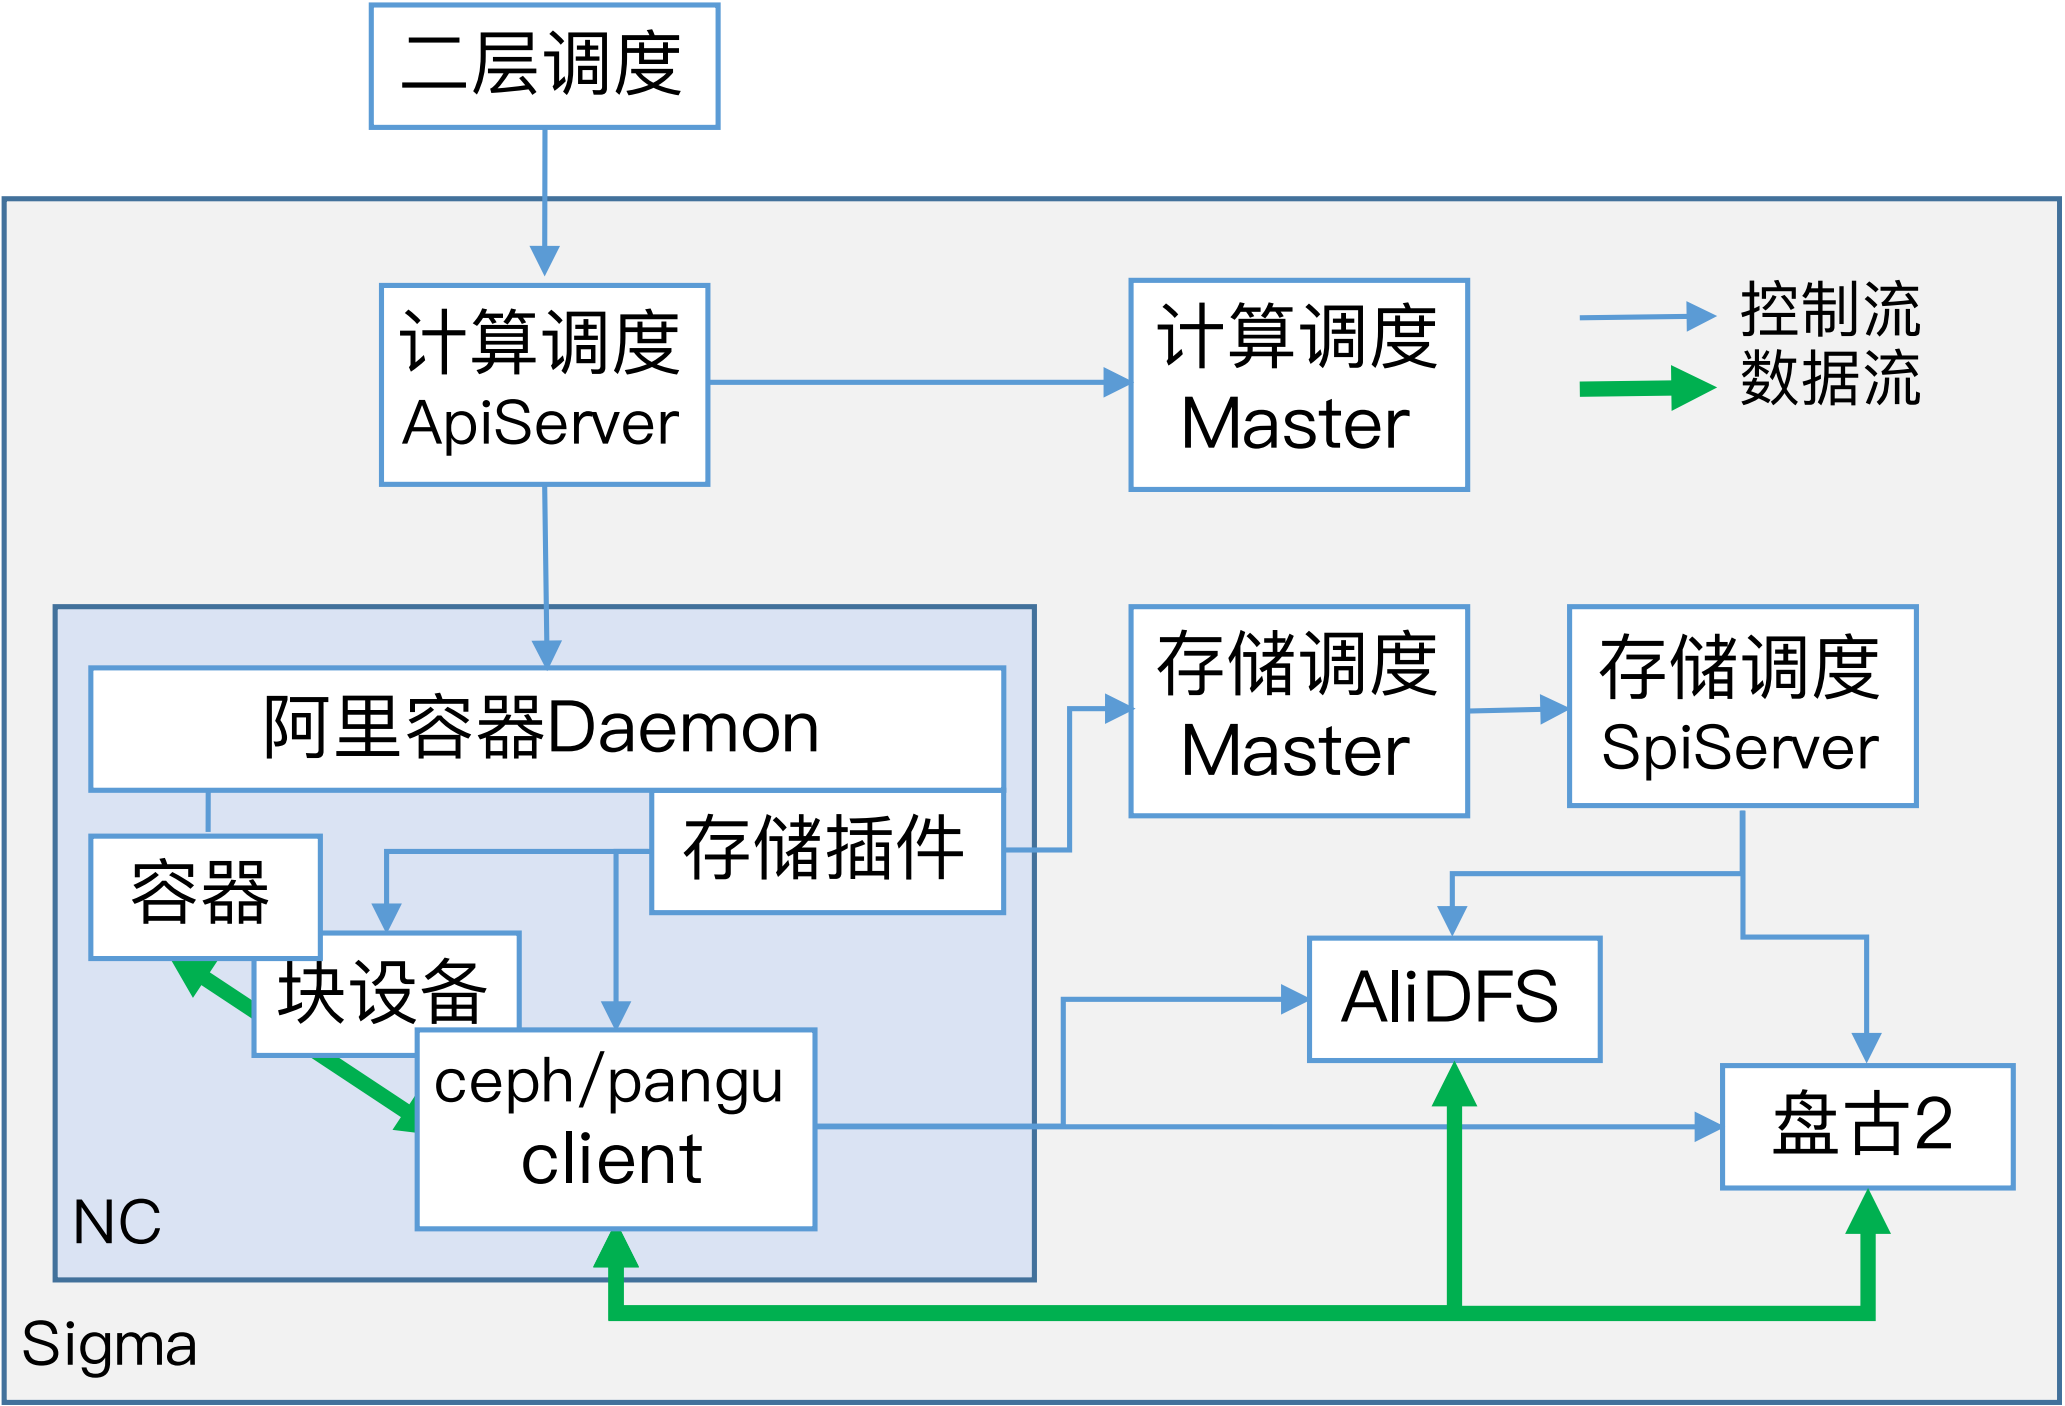 二层调度
计算调度
ApiServer
计算调度
Master
控制流
数据流
阿里容器Daemon
存储调度
Master
存储调度
SpiServer
存储插件
容器
块设备
ceph/pangu
client
AliDFS
盘古2
NC
Sigma